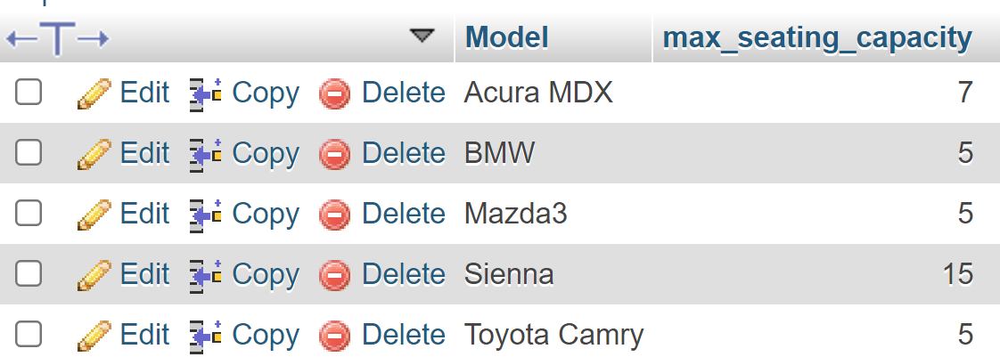 Model max_seating_capacity
Edit Copy Delete Acura MDX 7
Edit Copy Delete BMW 5
Edit Copy Delete Mazda3 5
Edit Copy Delete Sienna 15
Edit Copy Delete Toyota Camry 5